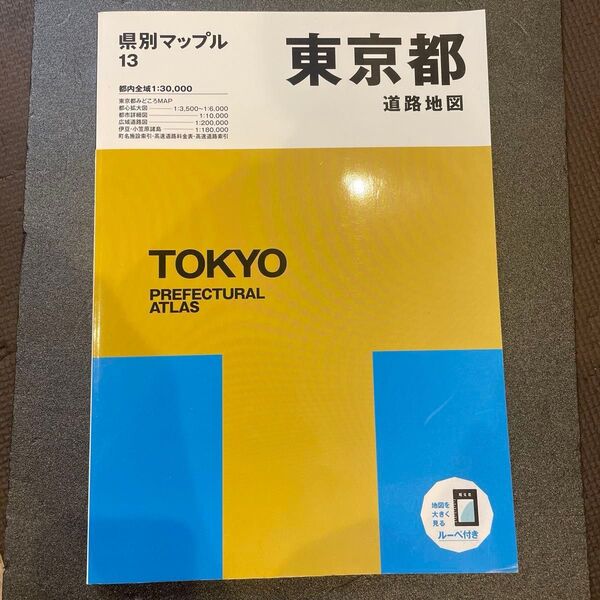 県別マップル
13
東京都
道路地図
都内全域1:30,000
東京都みどころMAP
都心拡大図 1:3,500~1:6,000
都市詳細図 1:10,000
広域道路図 1:200,000
伊豆・小笠原諸島 1:180,000
町名施設索引・高速道路料金表・高速道路索引
TOKYO
PREFECTURAL
ATLAS
地図を
大きく
見る
ルーペ付き